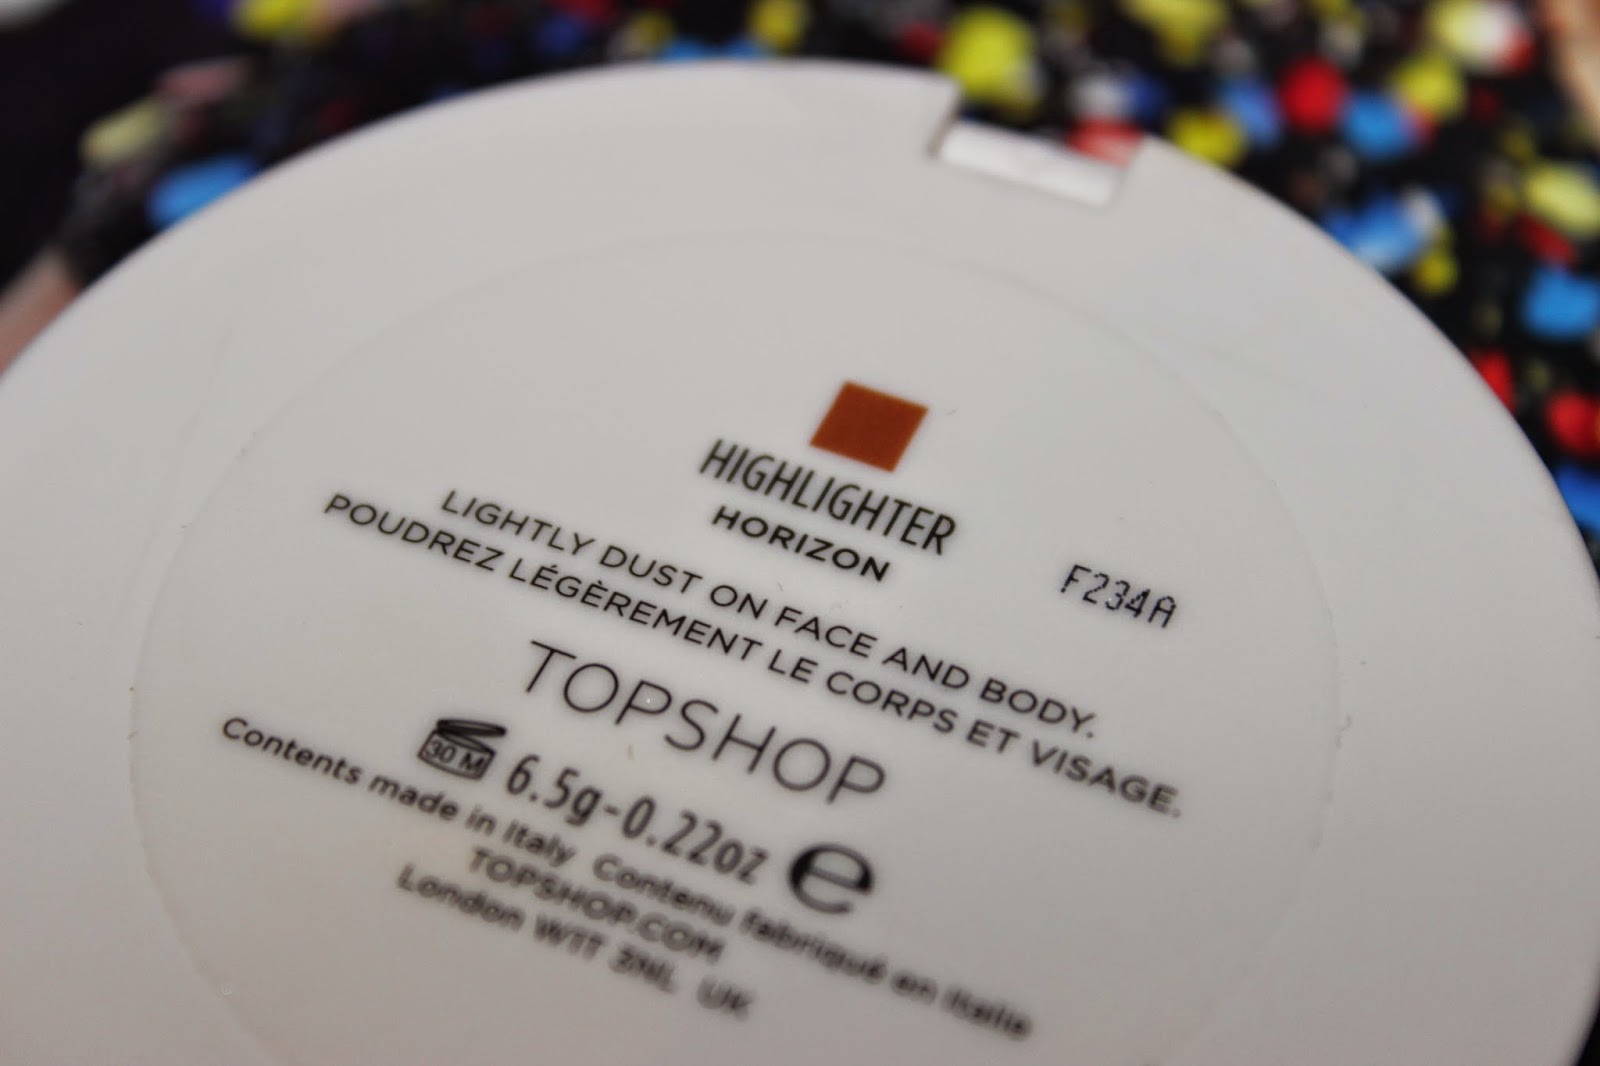 HIGHLIGHTER
HORIZON
F234A
LIGHTLY DUST ON FACE AND BODY.
POUDREZ LÉGÈREMENT LE CORPS ET VISAGE.
TOPSHOP
30 M 6.5g-0.22oz e
Contents made in Italy Contenu fabriqué en Italie
TOPSHOP.COM
London W1T 3NL UK